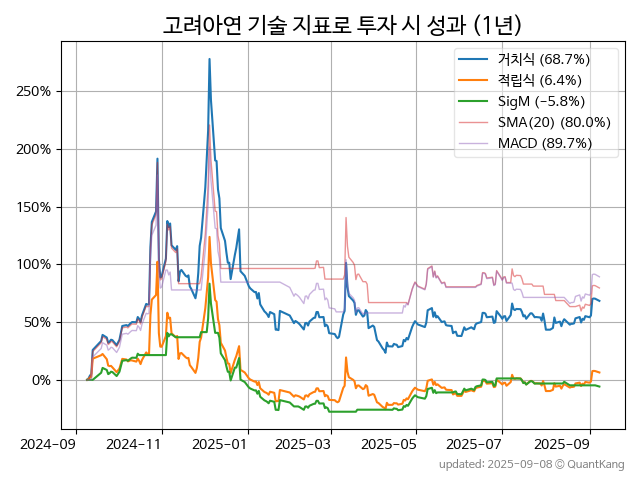 고려아연 기술 지표로 투자 시 성과 (1년)
거치식 (68.7%)
적립식 (6.4%)
SigM (−5.8%)
SMA(20) (80.0%)
MACD (89.7%)
250%
200%
150%
100%
50%
0%
2024-09 2024-11 2025-01 2025-03 2025-05 2025-07 2025-09
updated: 2025-09-08 © QuantKang